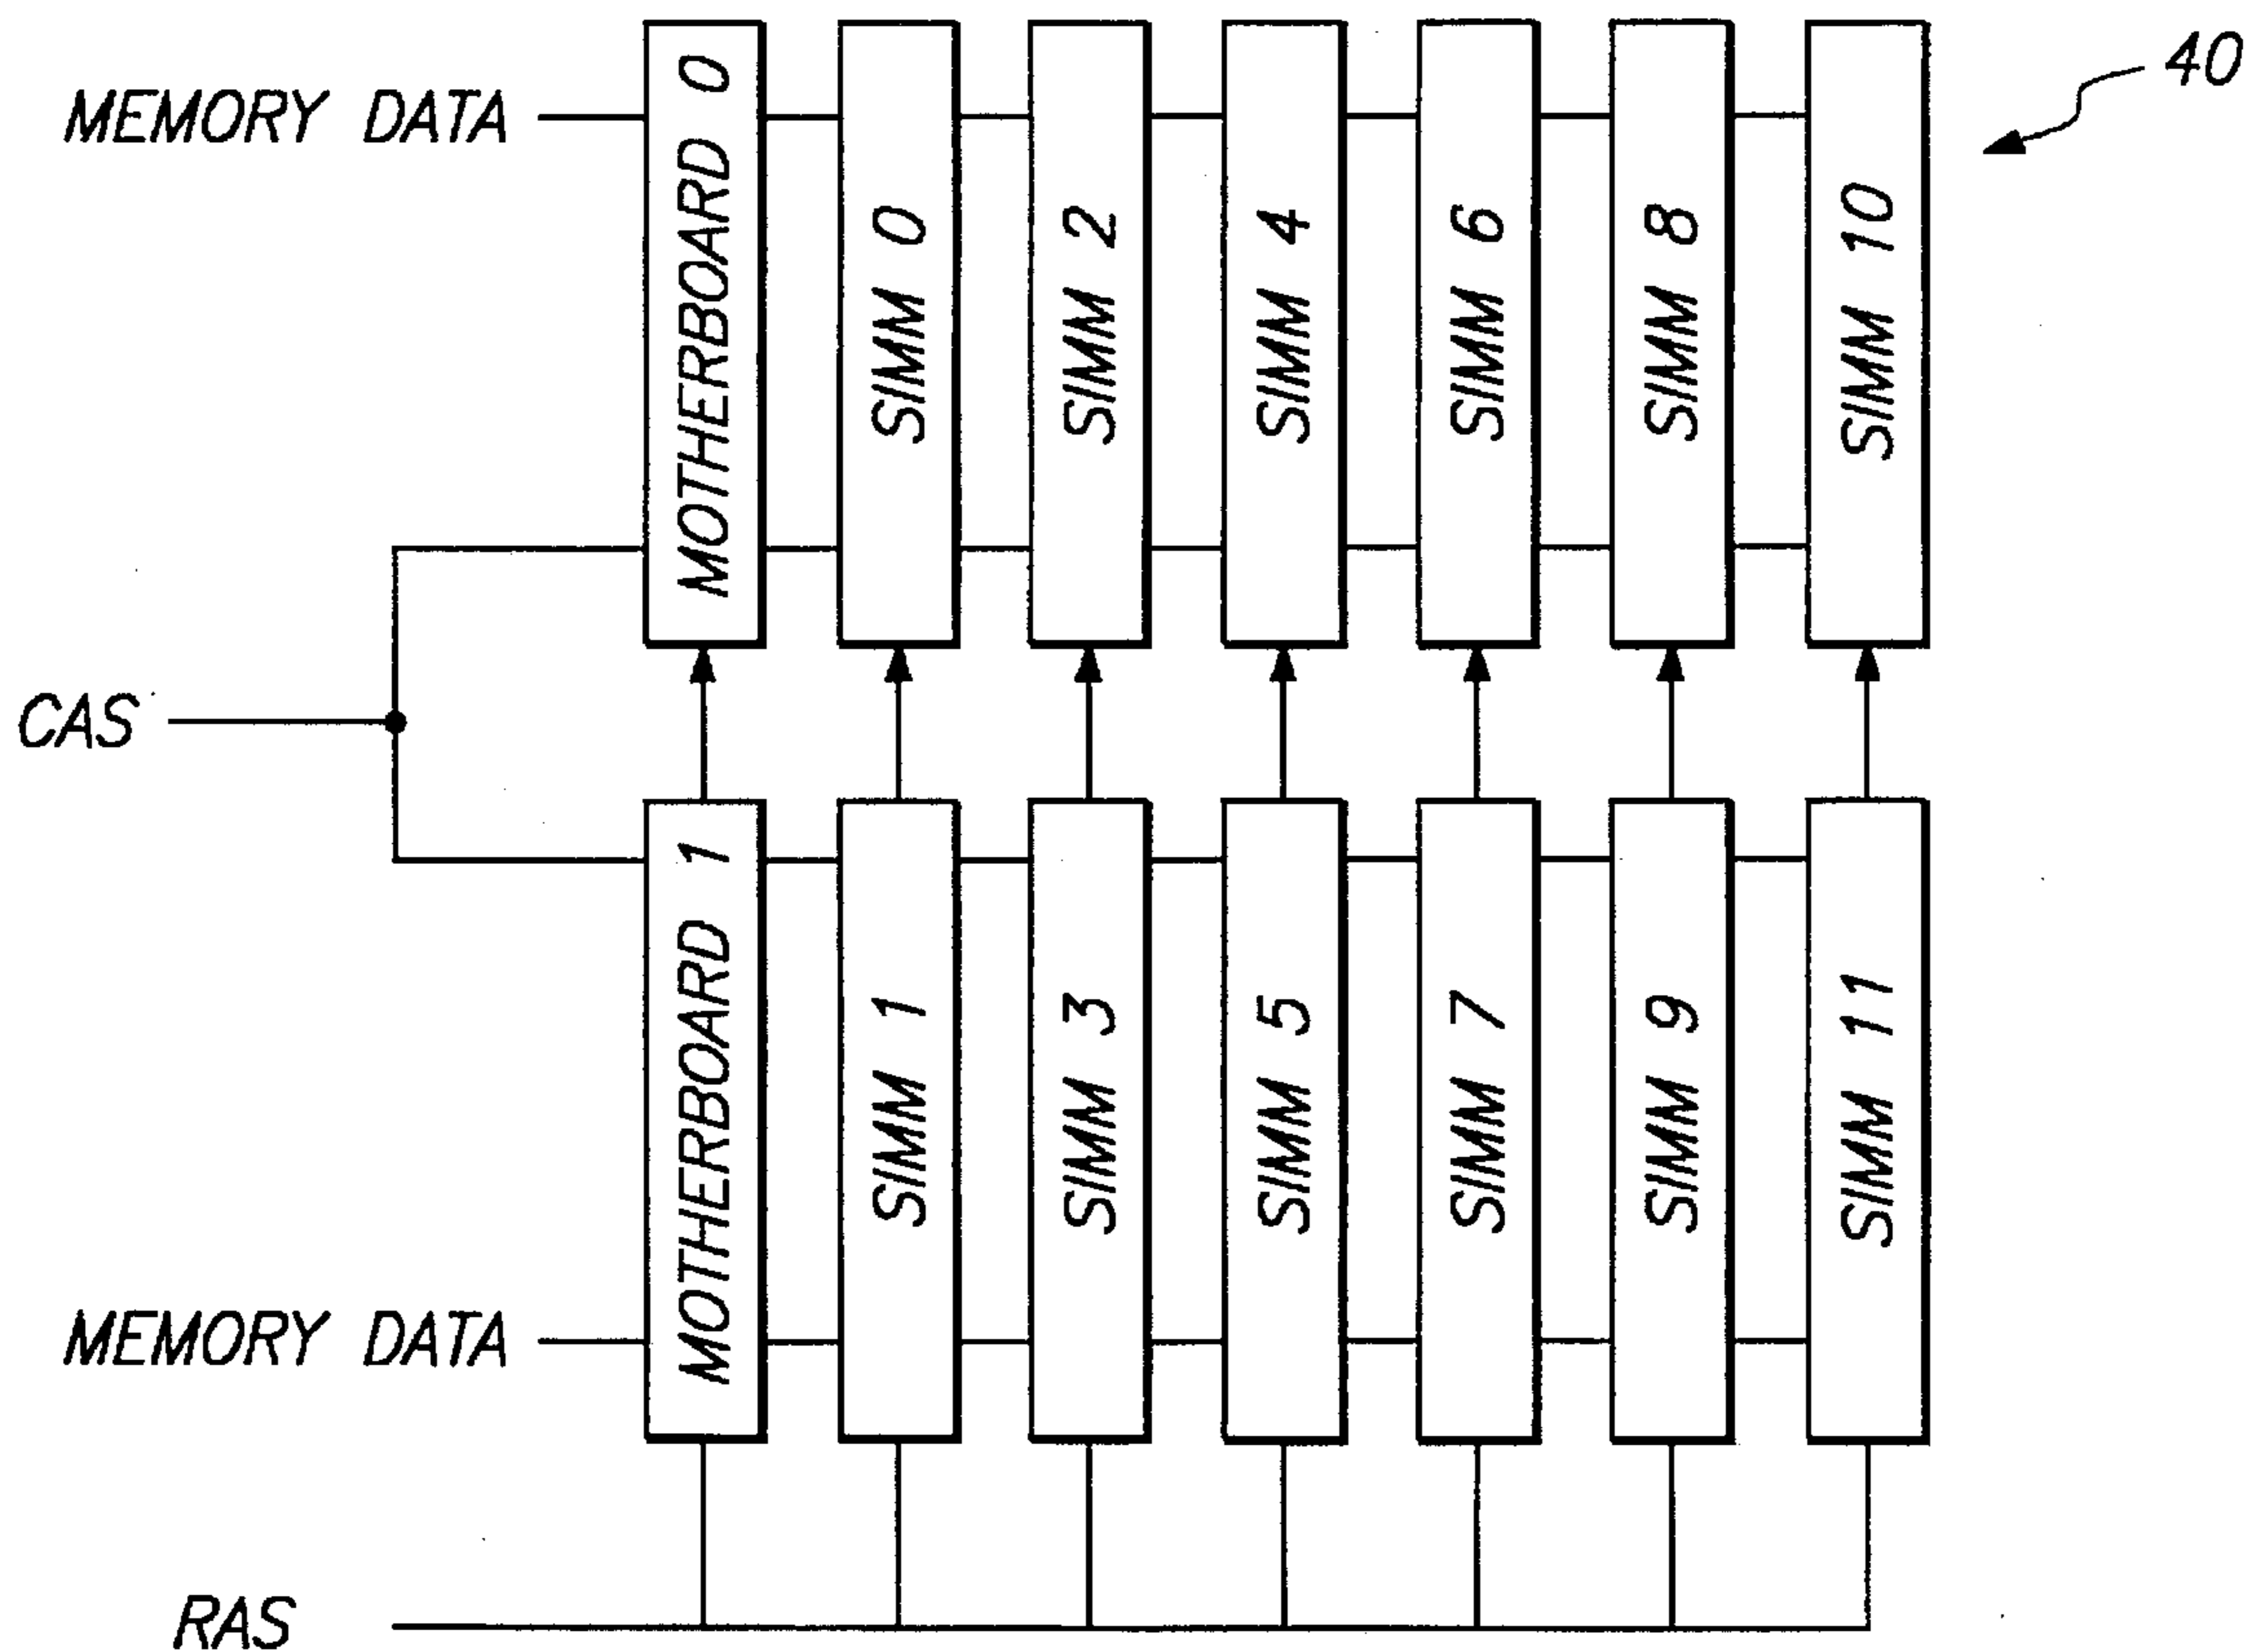 40
MEMORY DATA
MOTHERBOARD 0
SIMM 0
SIMM 2
SIMM 4
SIMM 6
SIMM 8
SIMM 10
CAS
MOTHERBOARD 1
SIMM 1
SIMM 3
SIMM 5
SIMM 7
SIMM 9
SIMM 11
MEMORY DATA
RAS